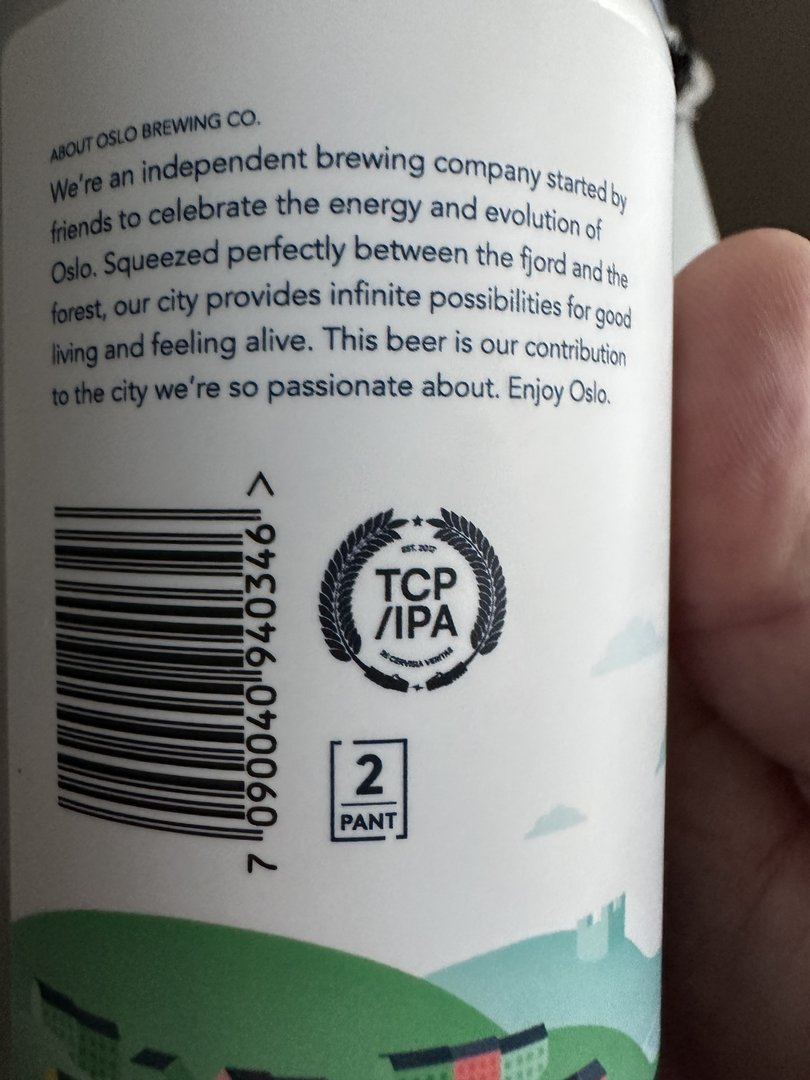 ABOUT OSLO BREWING CO.
We're an independent brewing company started by
friends to celebrate the energy and evolution of
Oslo. Squeezed perfectly between the fjord and the
forest, our city provides infinite possibilities for good
living and feeling alive. This beer is our contribution
to the city we're so passionate about. Enjoy Oslo.
7 090040 940346 >
EST. 2017
TCP
/IPA
IN CERVISIA VERITAS
2
PANT